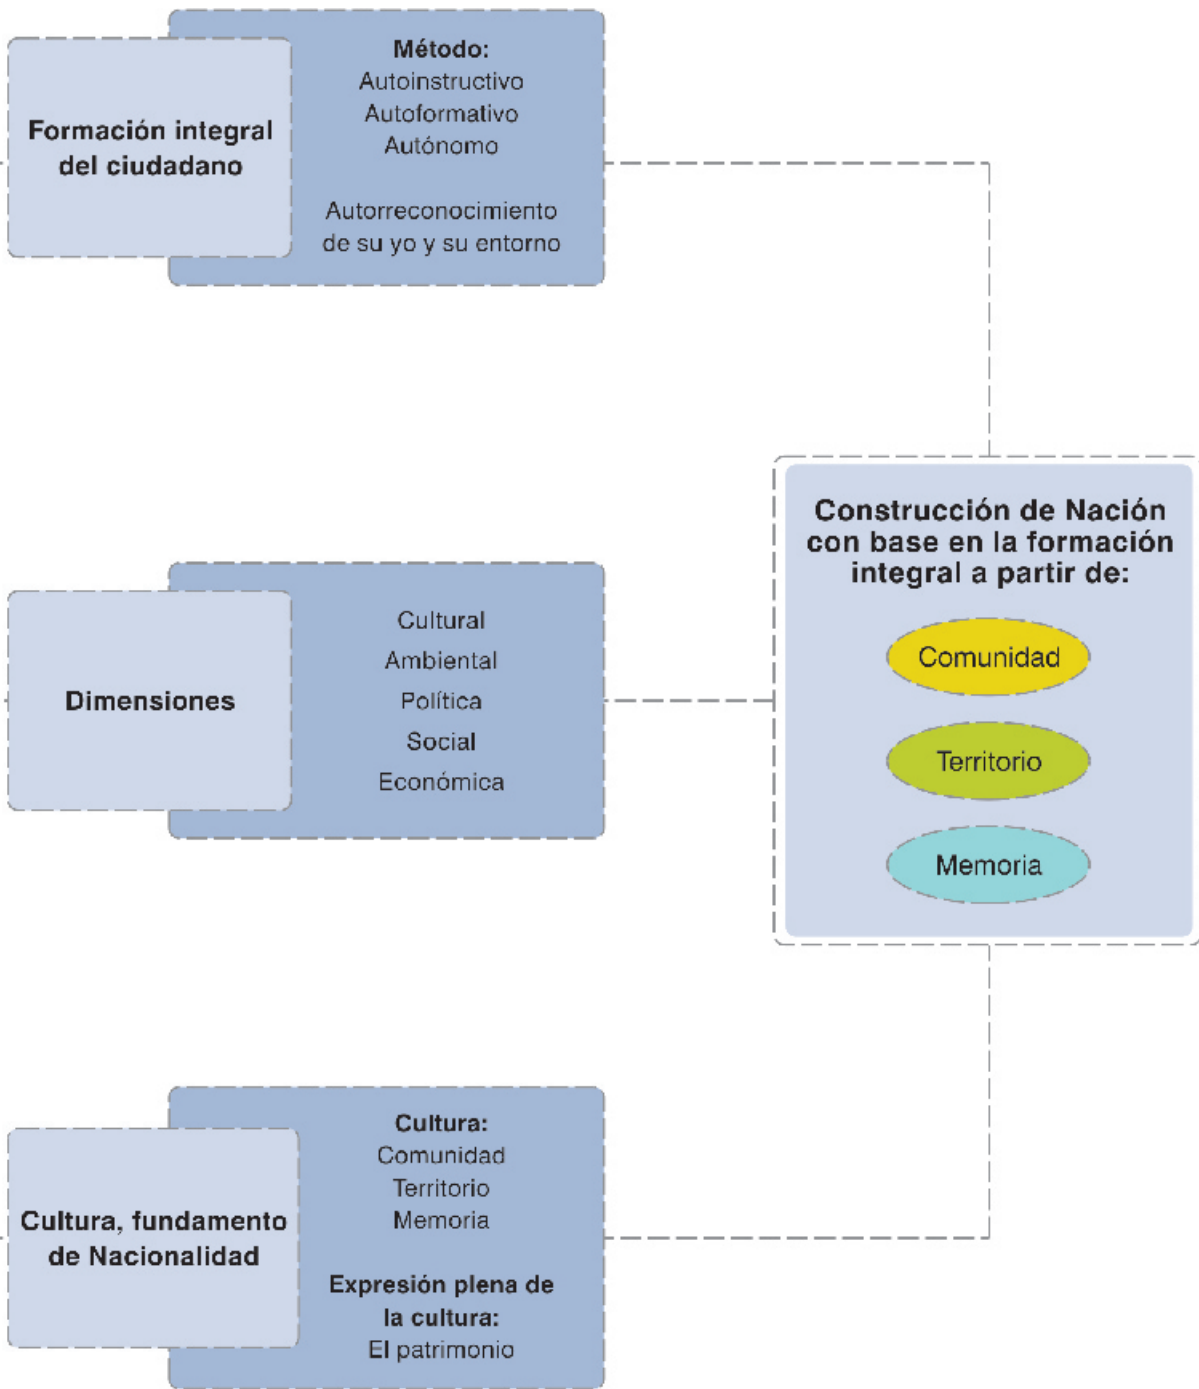 Formación integral
del ciudadano
Método:
Autoinstructivo
Autoformativo
Autónomo
Autorreconocimiento
de su yo y su entorno
Dimensiones
Cultural
Ambiental
Política
Social
Económica
Cultura, fundamento
de Nacionalidad
Cultura:
Comunidad
Territorio
Memoria
Expresión plena de
la cultura:
El patrimonio
Construcción de Nación
con base en la formación
integral a partir de:
Comunidad
Territorio
Memoria